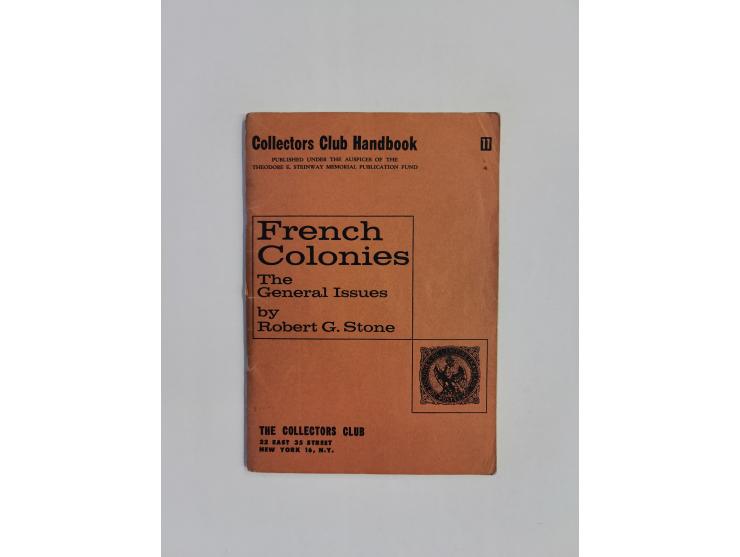 Collectors Club Handbook
PUBLISHED UNDER THE AUSPICES OF THE
THEODORE E. STEINWAY MEMORIAL PUBLICATION FUND
French
Colonies
The
General Issues
by
Robert G. Stone
THE COLLECTORS CLUB
22 EAST 35 STREET
NEW YORK 16, N.Y.